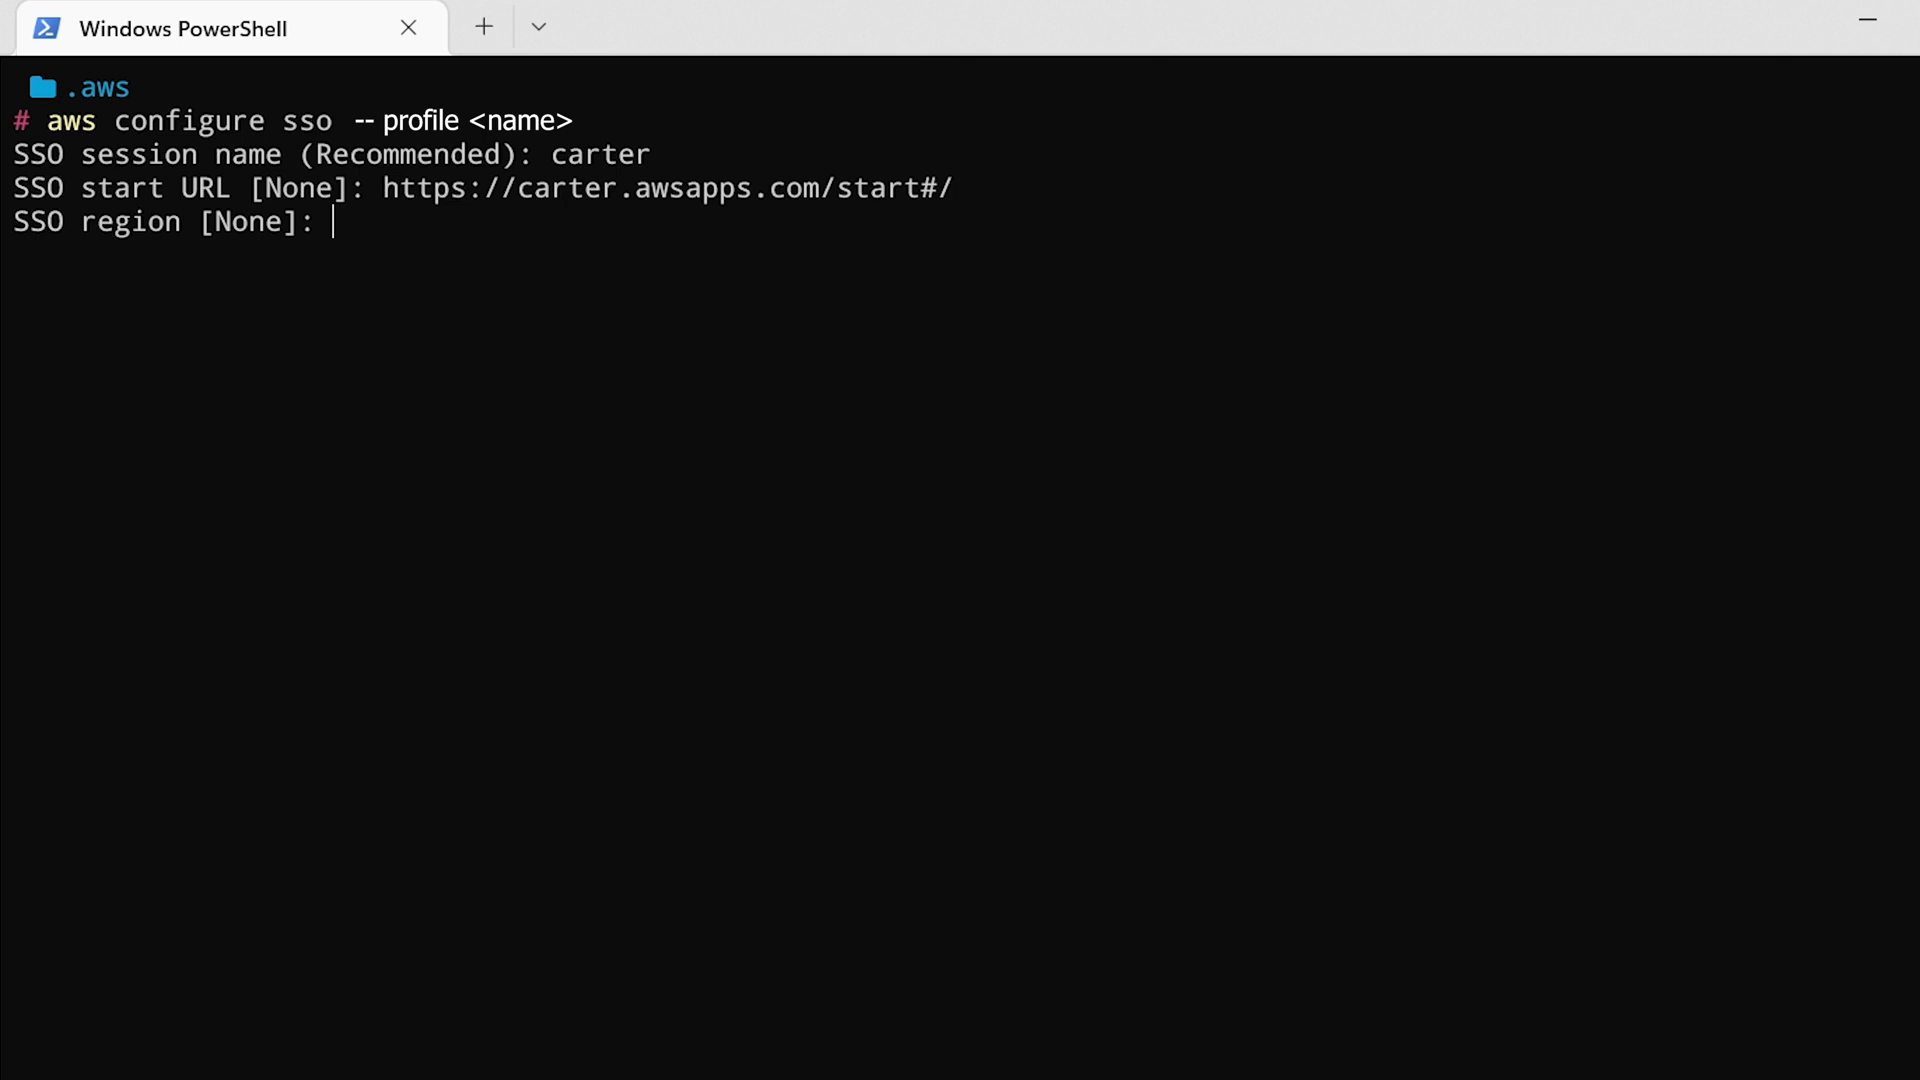 Windows PowerShell
.aws
# aws configure sso -- profile <name>
SSO session name (Recommended): carter
SSO start URL [None]: https://carter.awsapps.com/start#/
SSO region [None]: